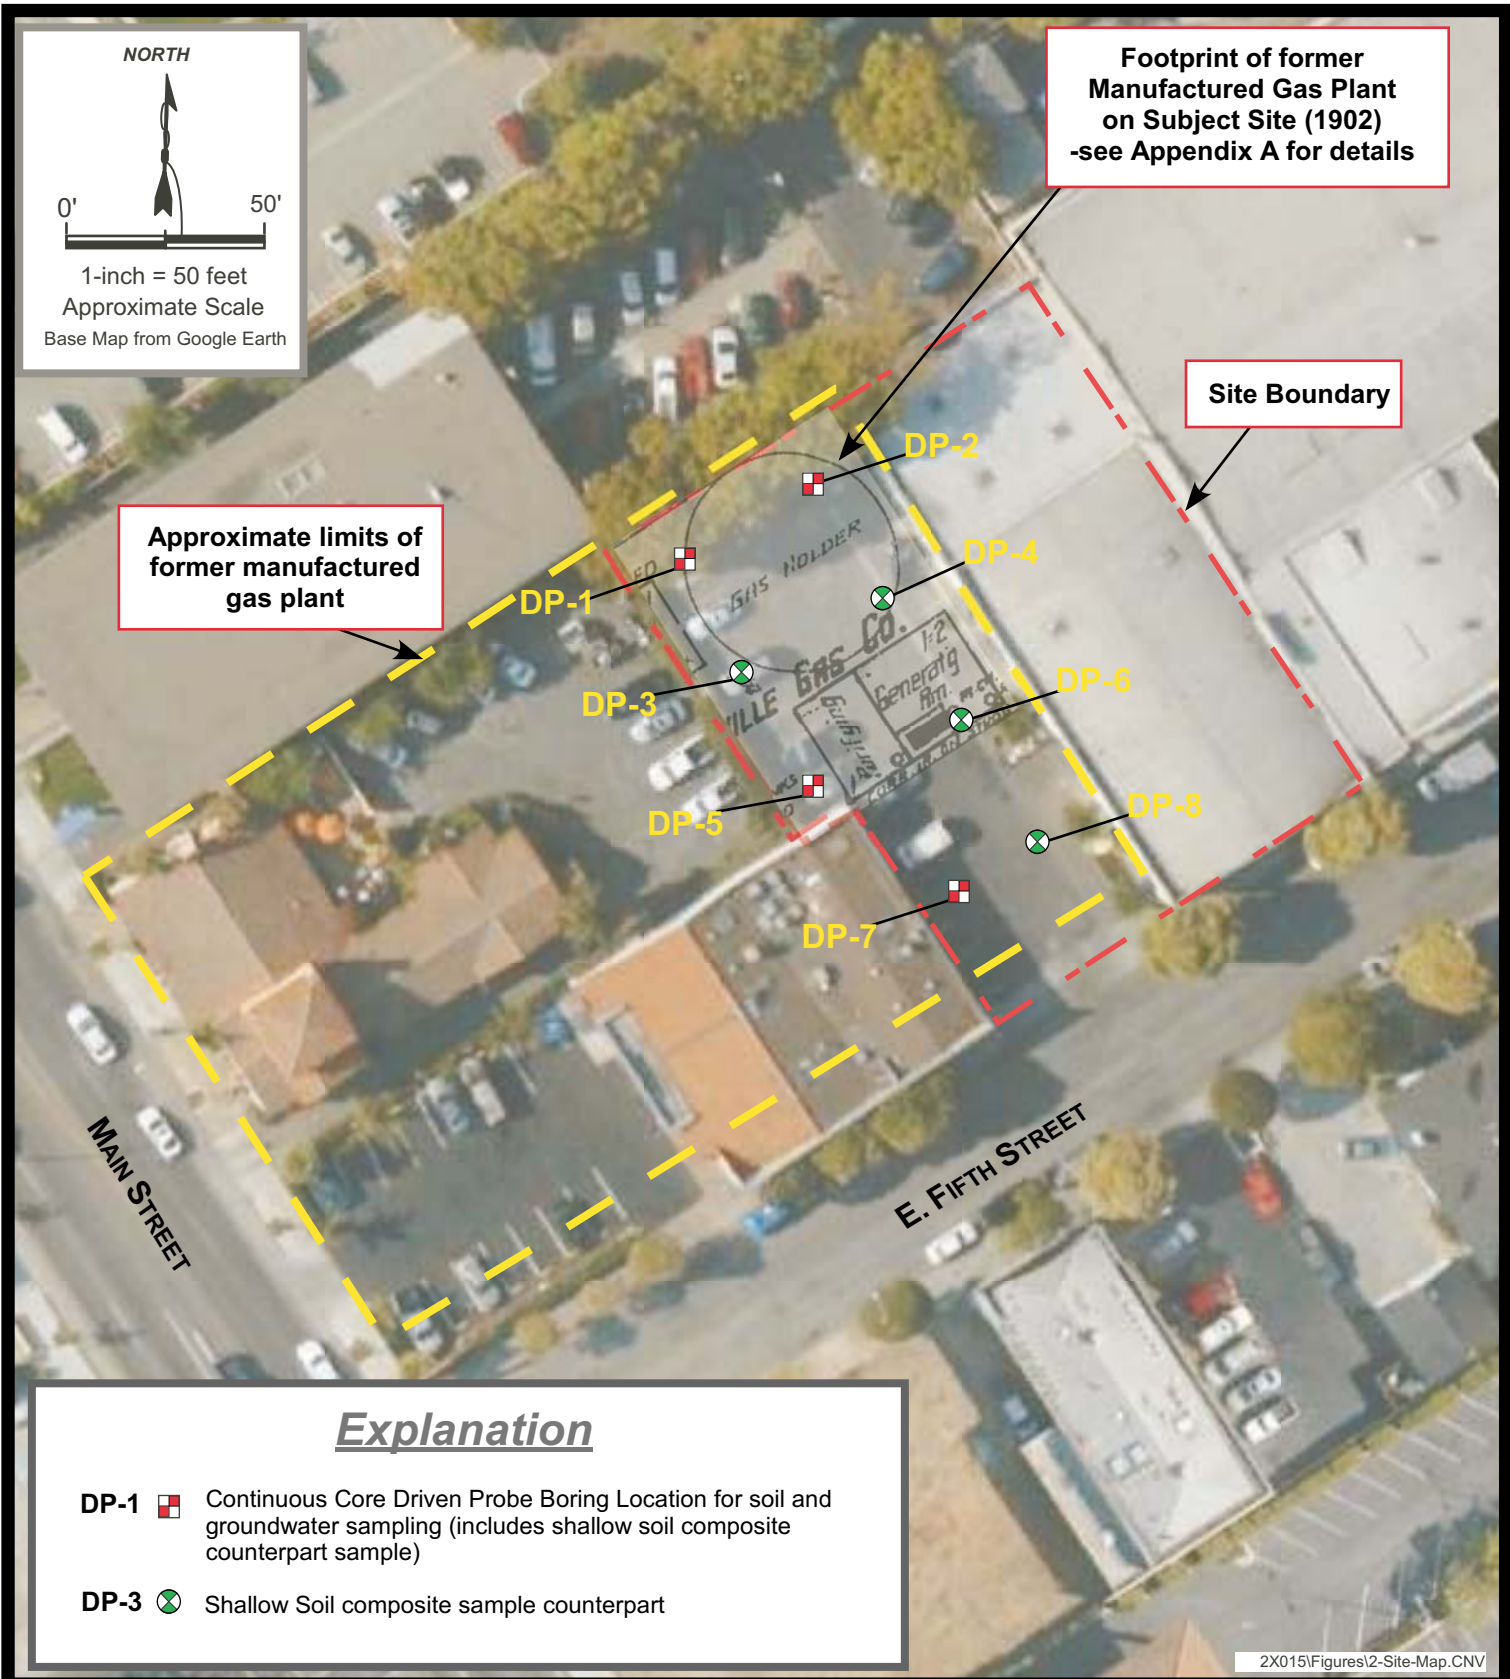 NORTH
0' 50'
1-inch = 50 feet
Approximate Scale
Base Map from Google Earth
Footprint of former
Manufactured Gas Plant
on Subject Site (1902)
-see Appendix A for details
Site Boundary
Approximate limits of
former manufactured
gas plant
DP-2
DP-4
DP-1
GAS HOLDER
DP-3
VILLE GAS CO.
1-2
Generat'g
Rm.
Purifying
DP-6
DP-5
DP-8
DP-7
MAIN STREET
E. FIFTH STREET
Explanation
DP-1 Continuous Core Driven Probe Boring Location for soil and
groundwater sampling (includes shallow soil composite
counterpart sample)
DP-3 Shallow Soil composite sample counterpart
2X015\Figures\2-Site-Map.CNV